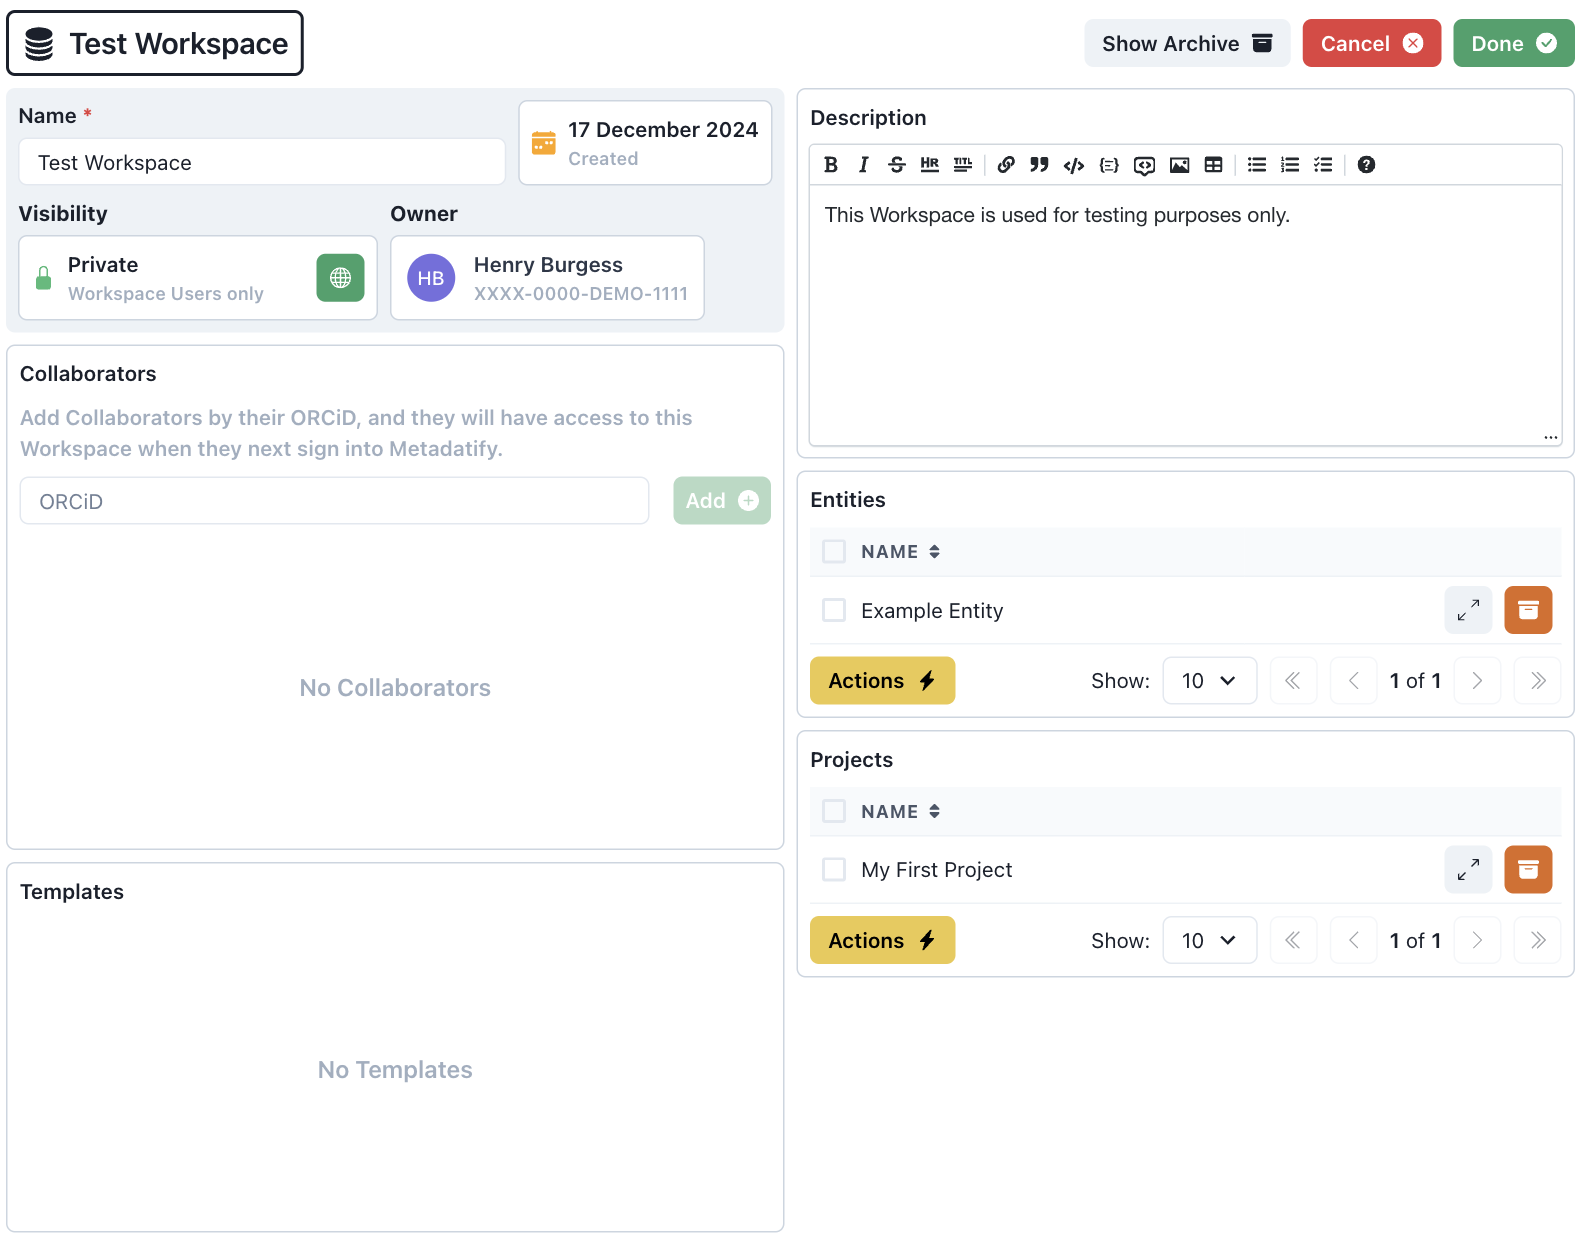 Test Workspace
Show Archive
Cancel
Done
Name *
Test Workspace
17 December 2024
Created
Visibility
Private
Workspace Users only
Owner
HB
Henry Burgess
XXXX-0000-DEMO-1111
Collaborators
Add Collaborators by their ORCiD, and they will have access to this
Workspace when they next sign into Metadatify.
ORCiD
Add
No Collaborators
Templates
No Templates
Description
B I S HR TITL
This Workspace is used for testing purposes only.
Entities
NAME
Example Entity
Actions
Show: 10
1 of 1
Projects
NAME
My First Project
Actions
Show: 10
1 of 1